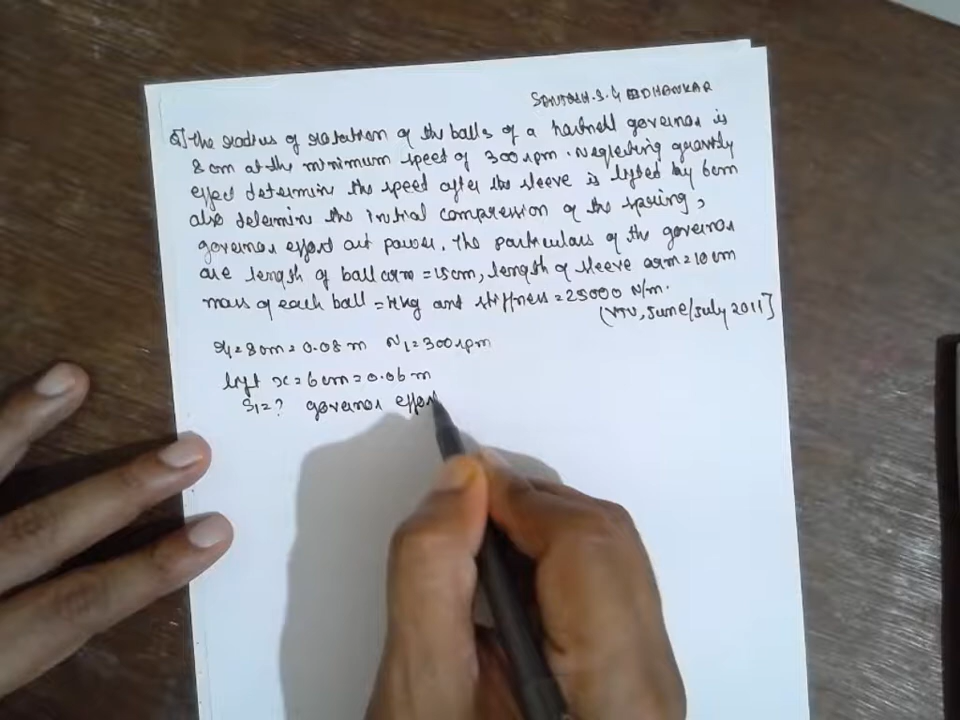 SANTOSH.S.G BDHANKAR
Q] The radius of rotation of the balls of a hartnell governor is
8 cm at the minimum speed of 300 rpm. Neglecting gravity
effect determine the speed after the sleeve is lifted by 6cm
also determine the initial compression of the spring,
governor effort and power. The particulars of the governor
are length of ball arm = 15cm, length of sleeve arm = 10 cm
mass of each ball = 4kg and stiffness = 25000 N/m.
(VTU, June/July 2011]
r1 = 8cm = 0.08 m N1 = 300 rpm
lift x = 6 cm = 0.06 m
S1 = ? governor effort